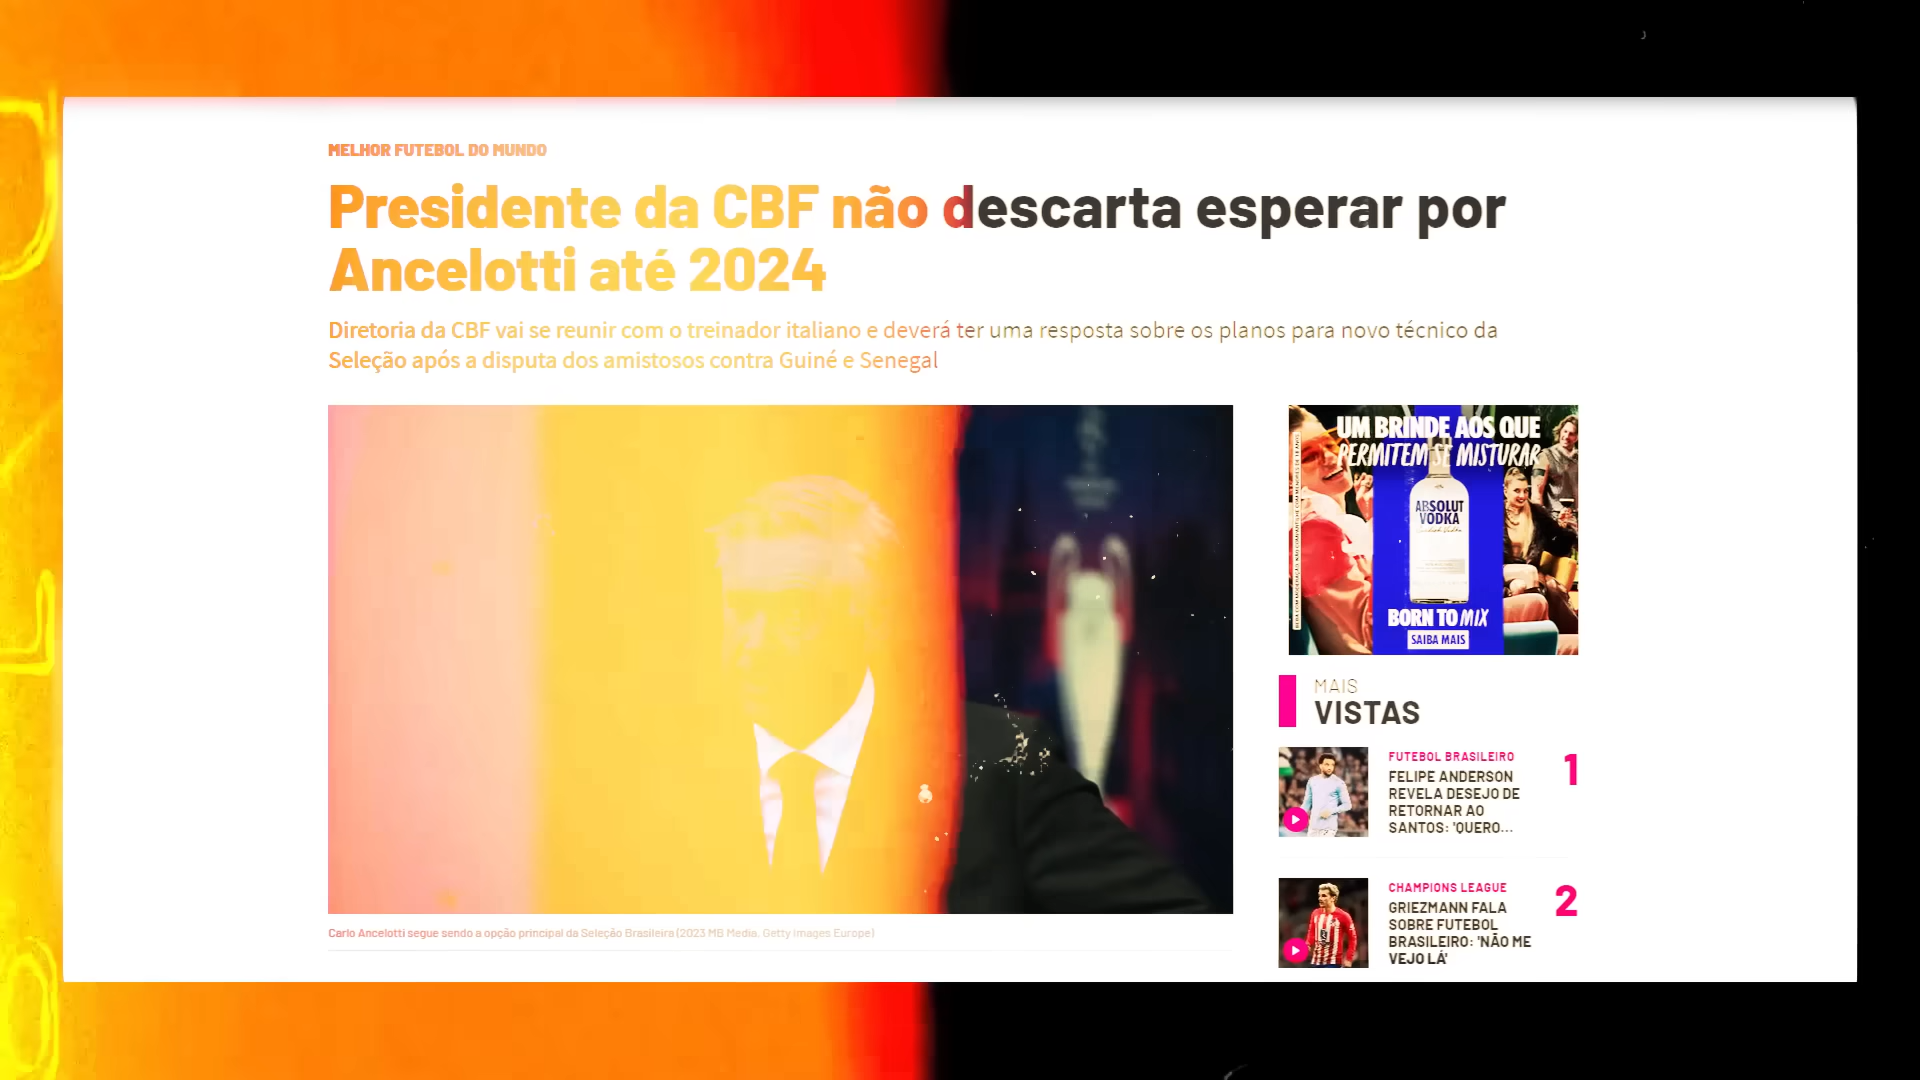 MELHOR FUTEBOL DO MUNDO
Presidente da CBF não descarta esperar por
Ancelotti até 2024
Diretoria da CBF vai se reunir com o treinador italiano e deverá ter uma resposta sobre os planos para novo técnico da
Seleção após a disputa dos amistosos contra Guiné e Senegal
Carlo Ancelotti segue sendo a opção principal da Seleção Brasileira (2023 MB Media, Getty Images Europe)
UM BRINDE AOS QUE
PERMITEM SE MISTURAR
ABSOLUT
VODKA
BORN TO MIX
SAIBA MAIS
MAIS
VISTAS
FUTEBOL BRASILEIRO
1
FELIPE ANDERSON
REVELA DESEJO DE
RETORNAR AO
SANTOS: 'QUERO...
CHAMPIONS LEAGUE
2
GRIEZMANN FALA
SOBRE FUTEBOL
BRASILEIRO: 'NÃO ME
VEJO LÁ'